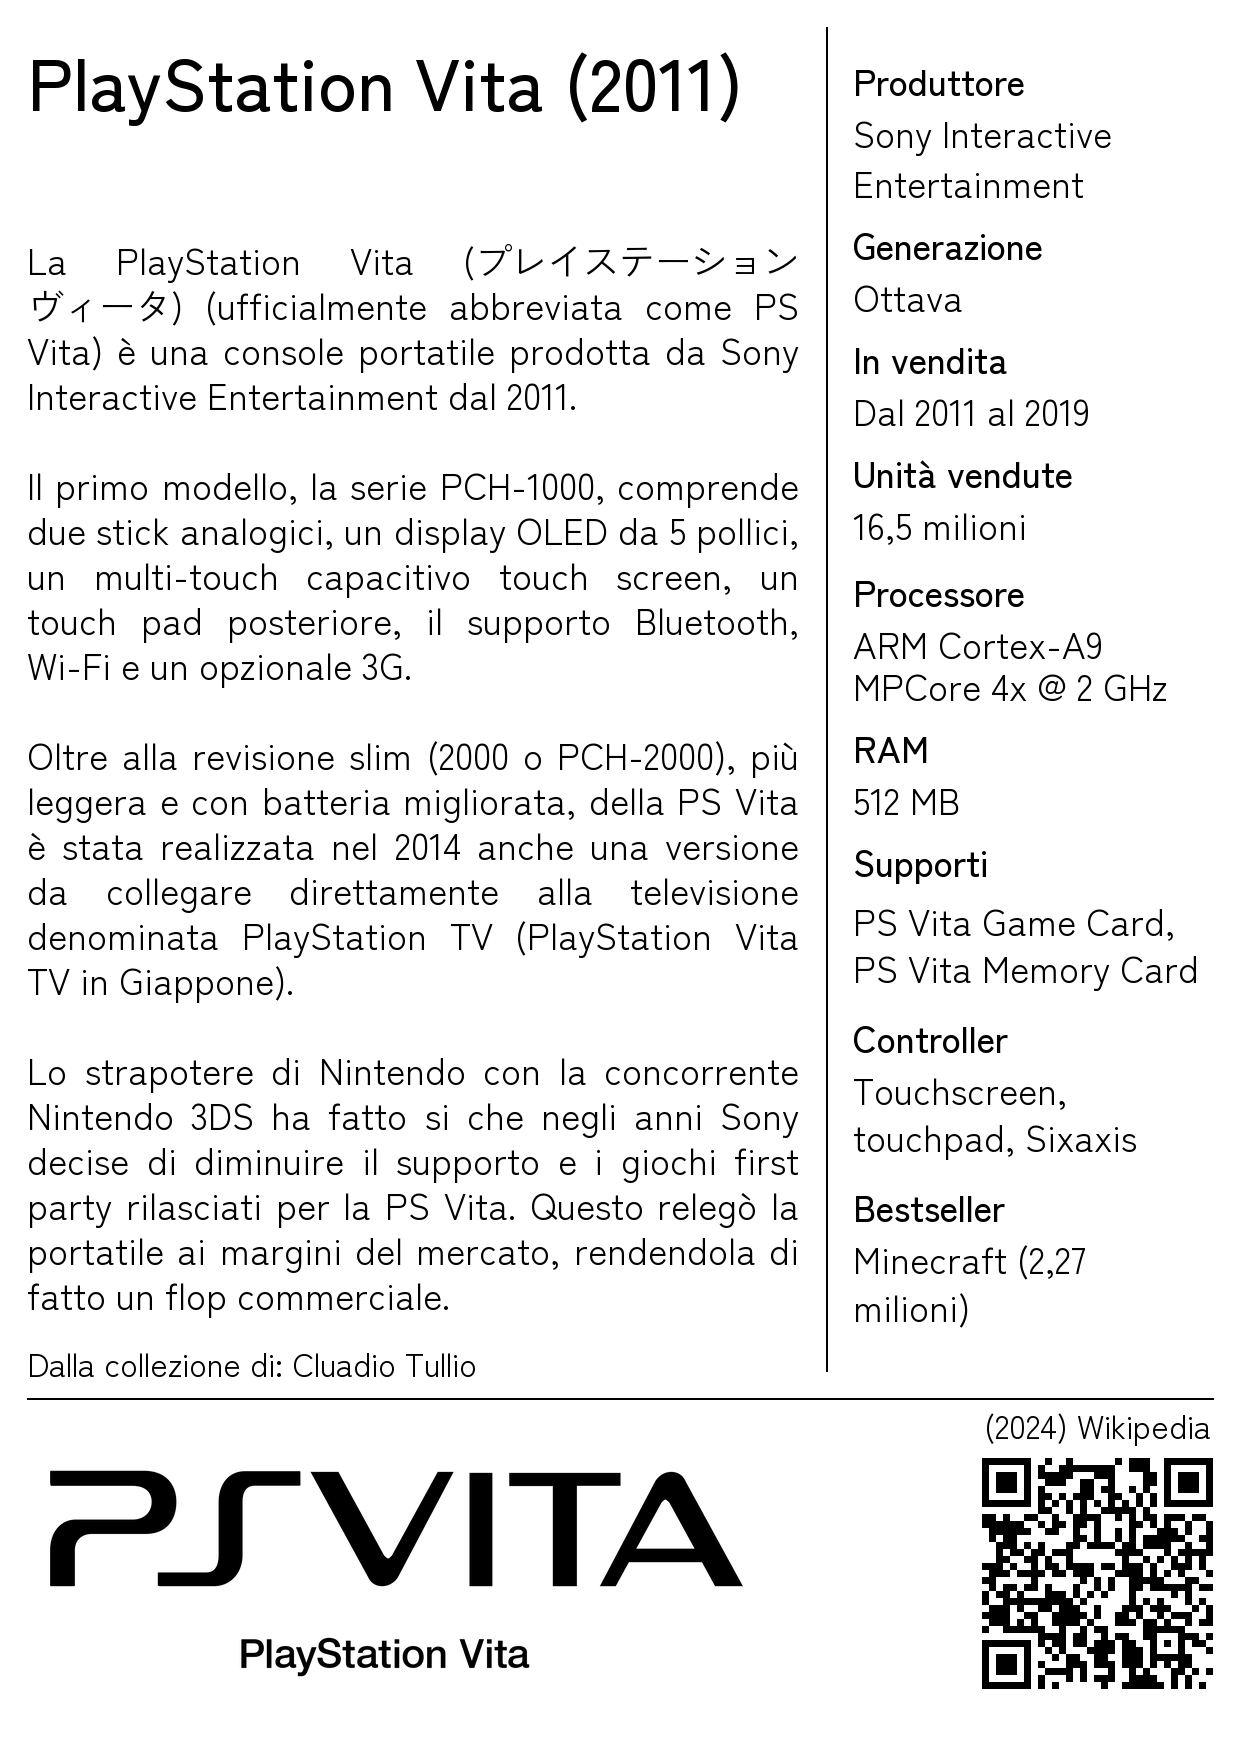 PlayStation Vita (2011)
La PlayStation Vita (プレイステーション
ヴィータ) (ufficialmente abbreviata come PS
Vita) è una console portatile prodotta da Sony
Interactive Entertainment dal 2011.
Il primo modello, la serie PCH-1000, comprende
due stick analogici, un display OLED da 5 pollici,
un multi-touch capacitivo touch screen, un
touch pad posteriore, il supporto Bluetooth,
Wi-Fi e un opzionale 3G.
Oltre alla revisione slim (2000 o PCH-2000), più
leggera e con batteria migliorata, della PS Vita
è stata realizzata nel 2014 anche una versione
da collegare direttamente alla televisione
denominata PlayStation TV (PlayStation Vita
TV in Giappone).
Lo strapotere di Nintendo con la concorrente
Nintendo 3DS ha fatto si che negli anni Sony
decise di diminuire il supporto e i giochi first
party rilasciati per la PS Vita. Questo relegò la
portatile ai margini del mercato, rendendola di
fatto un flop commerciale.
Dalla collezione di: Cluadio Tullio
Produttore
Sony Interactive
Entertainment
Generazione
Ottava
In vendita
Dal 2011 al 2019
Unità vendute
16,5 milioni
Processore
ARM Cortex-A9
MPCore 4x @ 2 GHz
RAM
512 MB
Supporti
PS Vita Game Card,
PS Vita Memory Card
Controller
Touchscreen,
touchpad, Sixaxis
Bestseller
Minecraft (2,27
milioni)
(2024) Wikipedia
PSVITA
PlayStation Vita